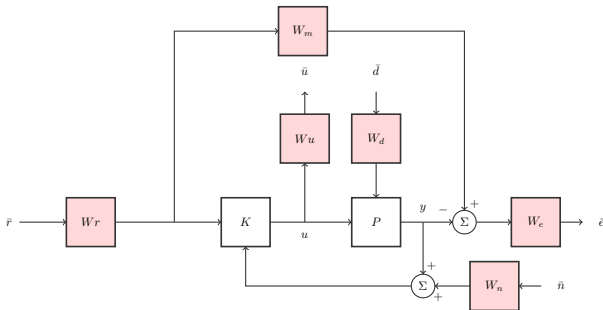 W_m
ū
d̄
Wu
W_d
r̄
Wr
K
u
P
y
−
+
Σ
W_e
ẽ
+
Σ
+
W_n
n̄